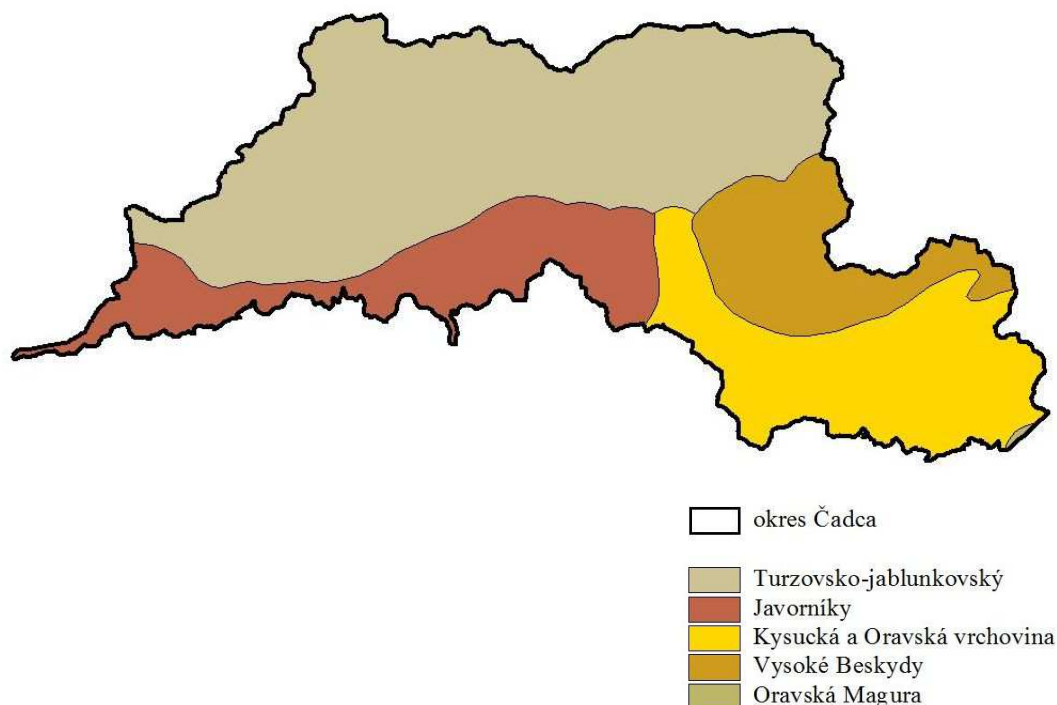 okres Čadca
Turzovsko-jablunkovský
Javorníky
Kysucká a Oravská vrchovina
Vysoké Beskydy
Oravská Magura